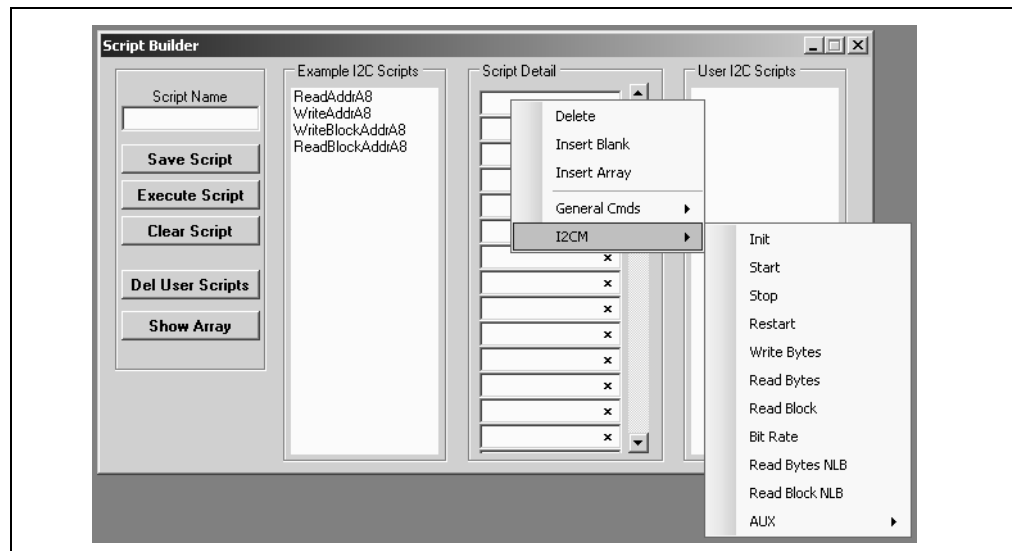 Script Builder
Script Name
Save Script
Execute Script
Clear Script
Del User Scripts
Show Array
Example I2C Scripts
ReadAddrA8
WriteAddrA8
WriteBlockAddrA8
ReadBlockAddrA8
Script Detail
×
×
×
×
×
×
×
×
User I2C Scripts
Delete
Insert Blank
Insert Array
General Cmds
I2CM
Init
Start
Stop
Restart
Write Bytes
Read Bytes
Read Block
Bit Rate
Read Bytes NLB
Read Block NLB
AUX